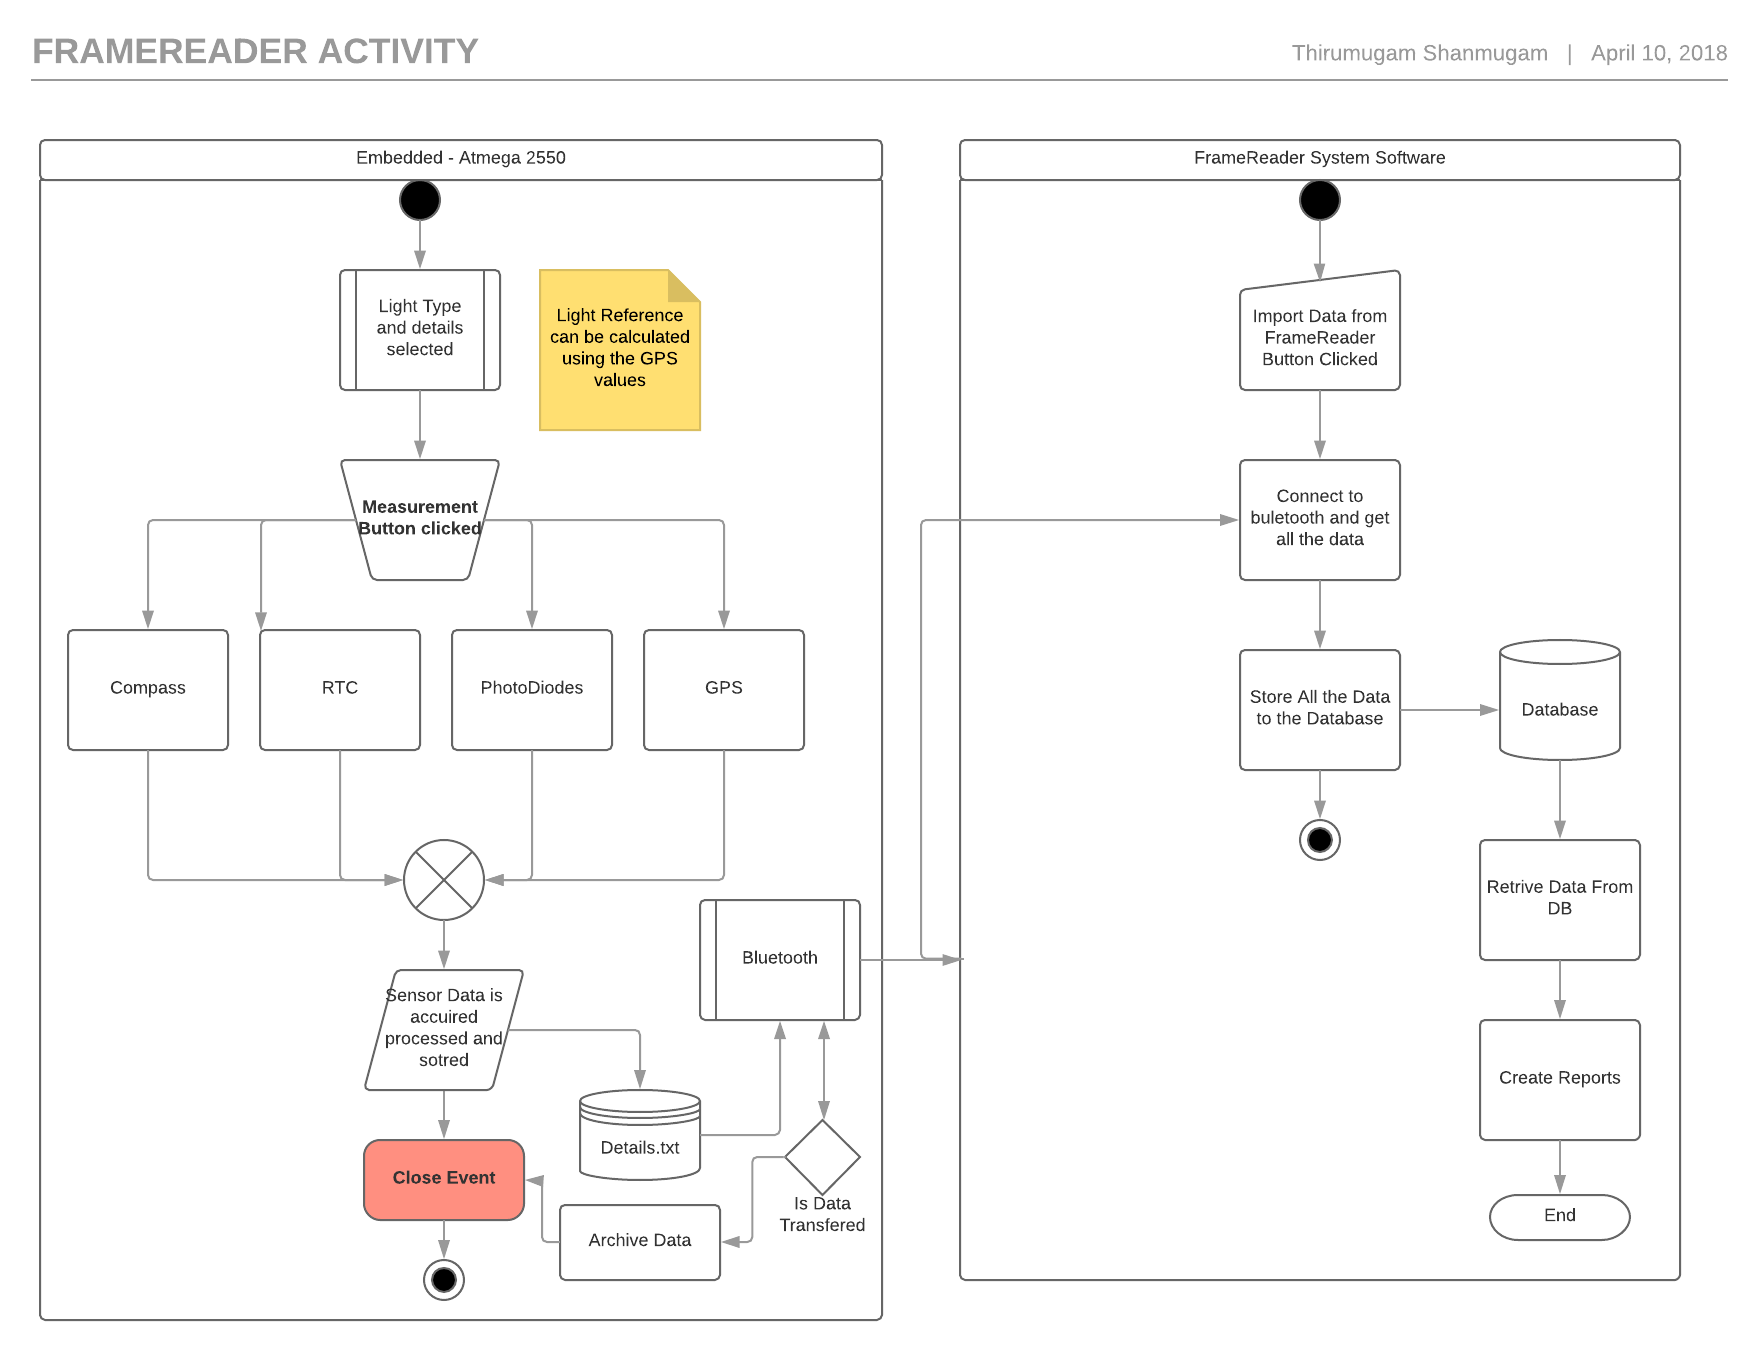 FRAMEREADER ACTIVITY
Thirumugam Shanmugam | April 10, 2018
Embedded - Atmega 2550
Light Type
and details
selected
Light Reference
can be calculated
using the GPS
values
Measurement
Button clicked
Compass
RTC
PhotoDiodes
GPS
Bluetooth
Sensor Data is
accuired
processed and
sotred
Details.txt
Close Event
Is Data
Transfered
Archive Data
FrameReader System Software
Import Data from
FrameReader
Button Clicked
Connect to
buletooth and get
all the data
Store All the Data
to the Database
Database
Retrive Data From
DB
Create Reports
End